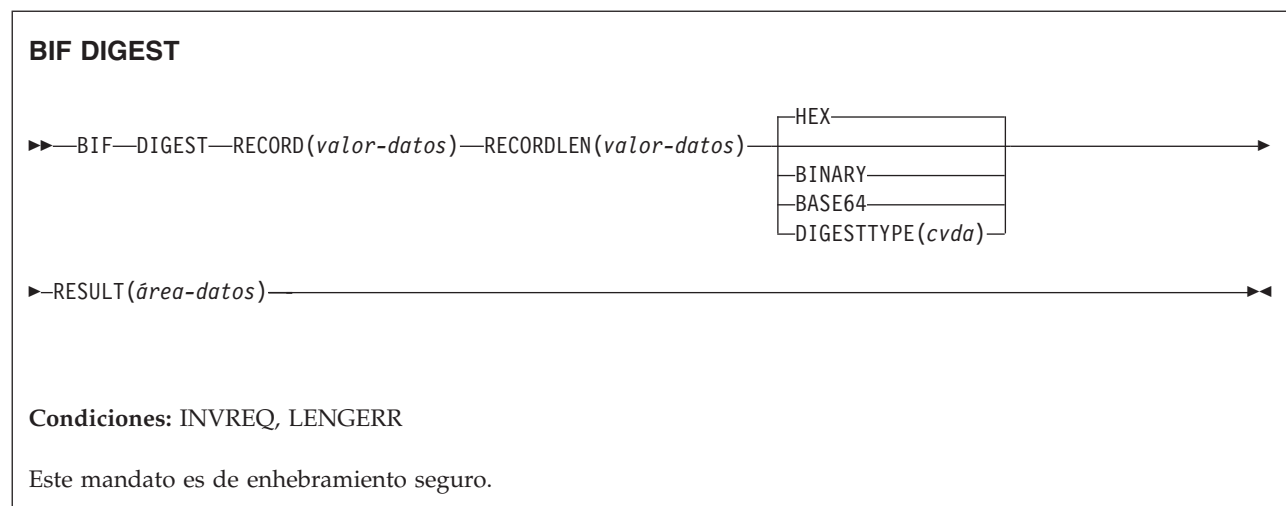 BIF DIGEST
HEX
BIF DIGEST RECORD(valor-datos) RECORDLEN(valor-datos)
BINARY
BASE64
DIGESTTYPE(cvda)
RESULT(área-datos)
Condiciones: INVREQ, LENGERR
Este mandato es de enhebramiento seguro.